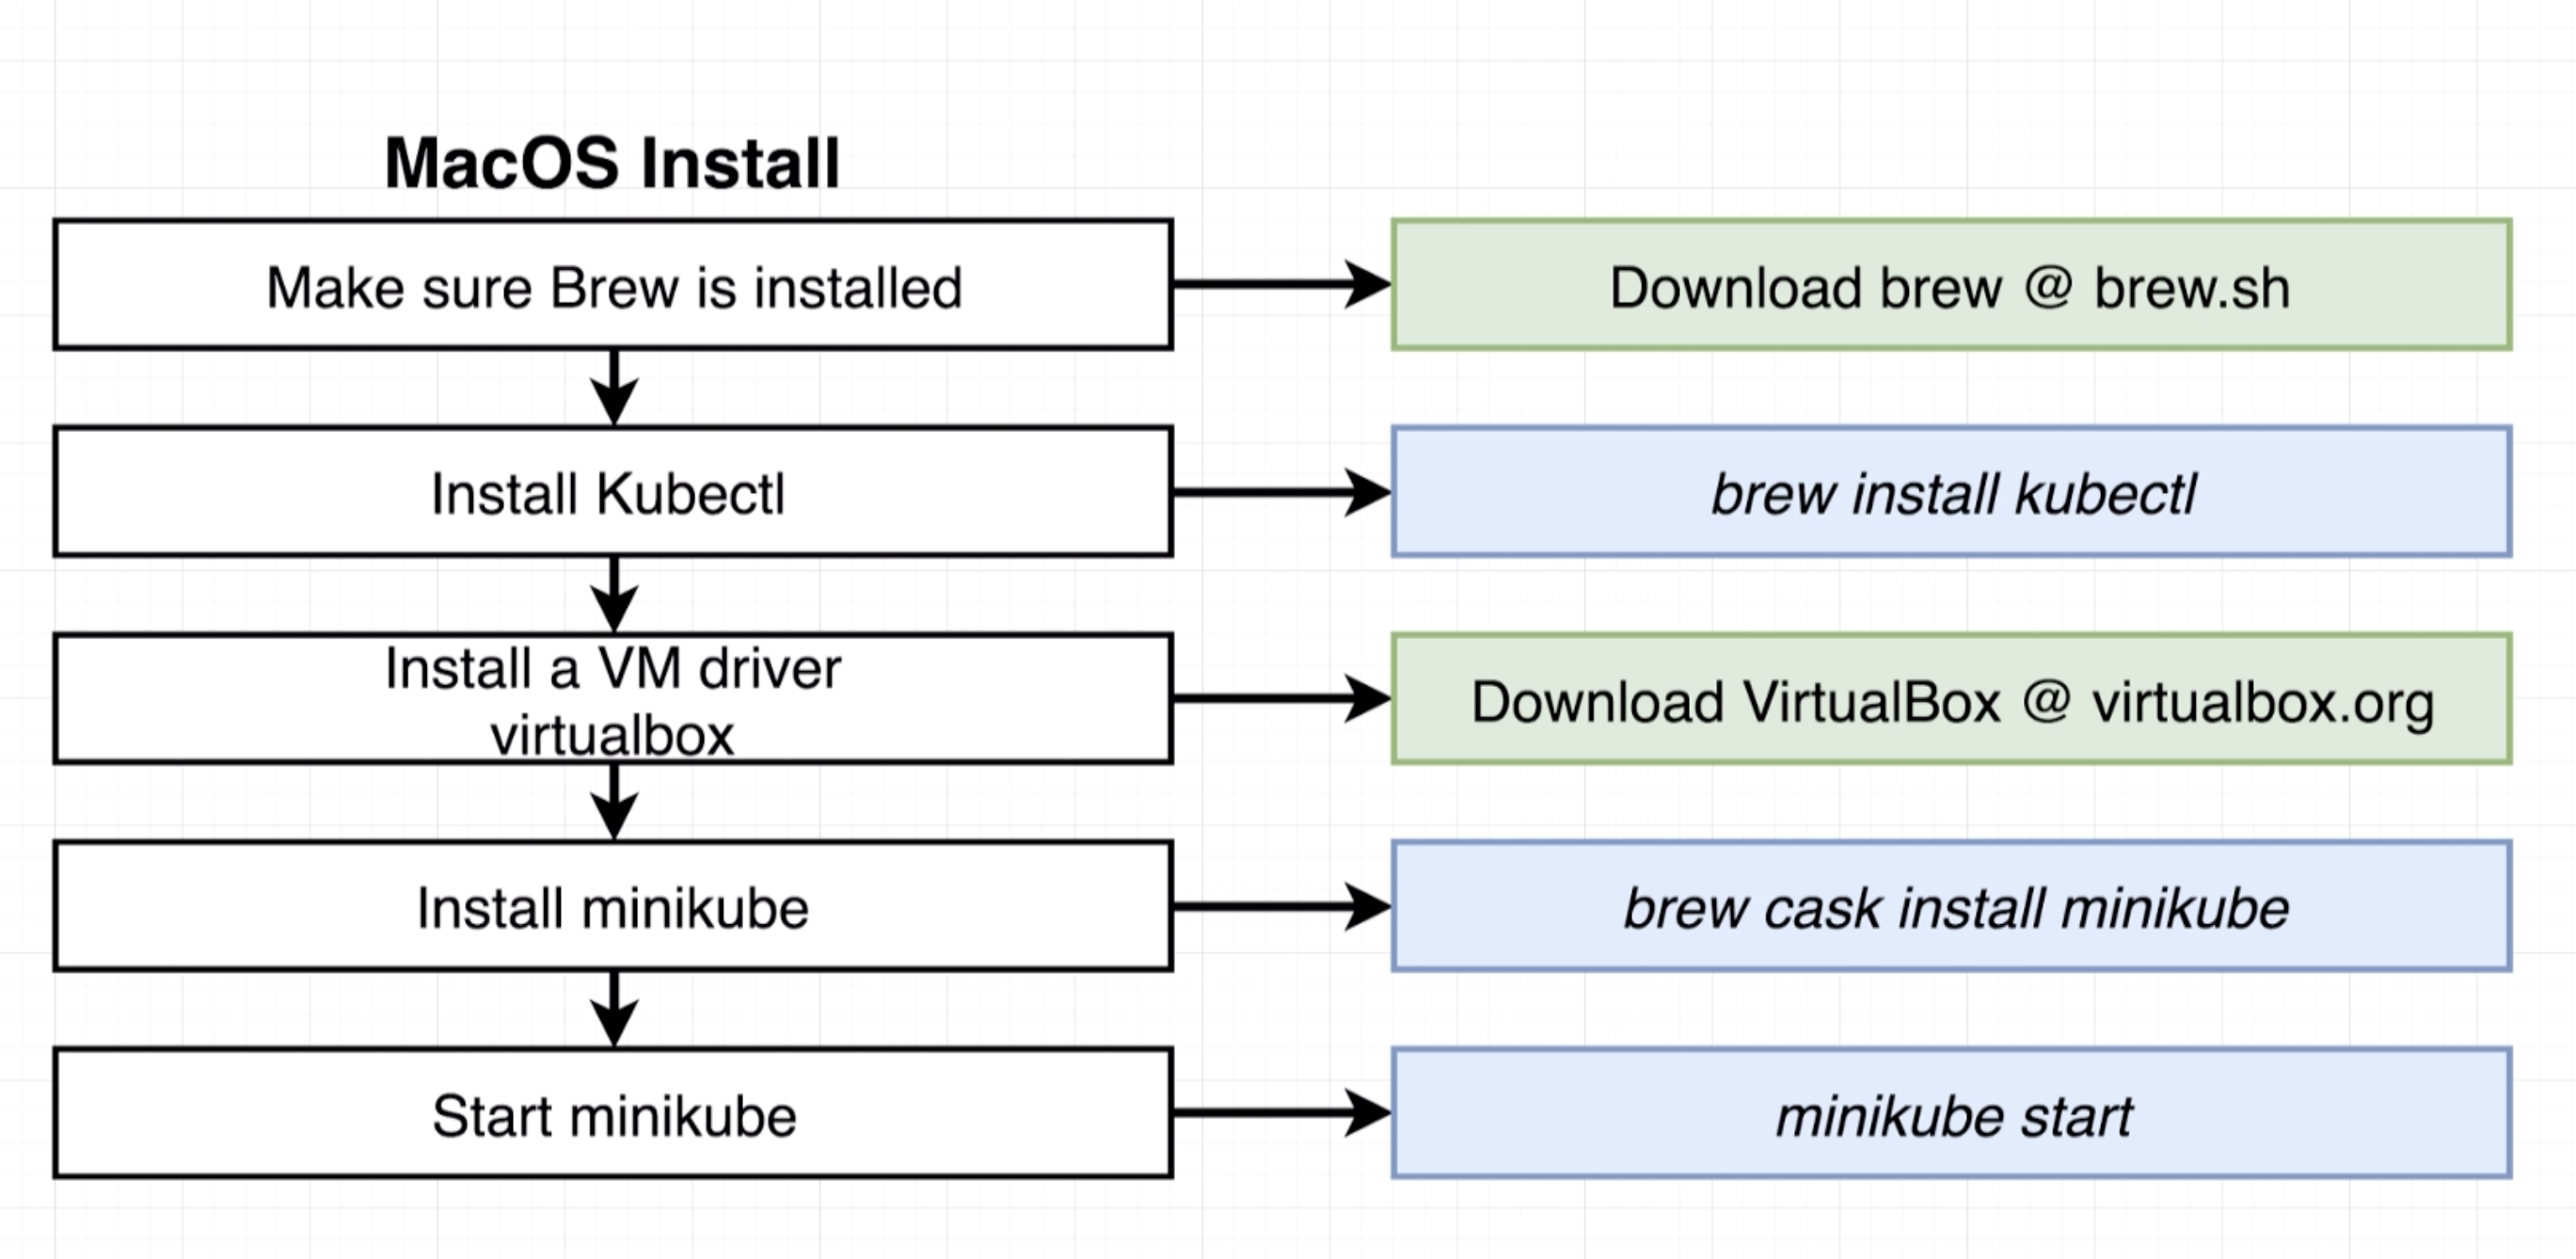 MacOS Install
Make sure Brew is installed
Download brew @ brew.sh
Install Kubectl
brew install kubectl
Install a VM driver
virtualbox
Download VirtualBox @ virtualbox.org
Install minikube
brew cask install minikube
Start minikube
minikube start